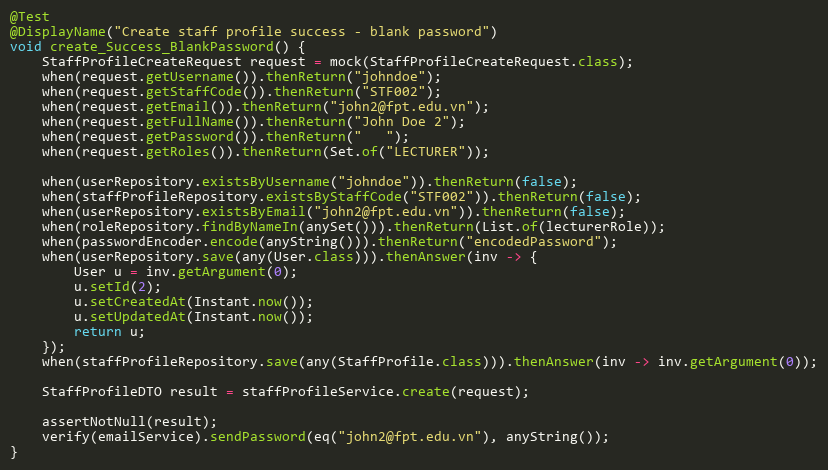 @Test
@DisplayName("Create staff profile success - blank password")
void create_Success_BlankPassword() {
    StaffProfileCreateRequest request = mock(StaffProfileCreateRequest.class);
    when(request.getUsername()).thenReturn("johndoe");
    when(request.getStaffCode()).thenReturn("STF002");
    when(request.getEmail()).thenReturn("john2@fpt.edu.vn");
    when(request.getFullName()).thenReturn("John Doe 2");
    when(request.getPassword()).thenReturn("   ");
    when(request.getRoles()).thenReturn(Set.of("LECTURER"));

    when(userRepository.existsByUsername("johndoe")).thenReturn(false);
    when(staffProfileRepository.existsByStaffCode("STF002")).thenReturn(false);
    when(userRepository.existsByEmail("john2@fpt.edu.vn")).thenReturn(false);
    when(roleRepository.findByNameIn(anySet())).thenReturn(List.of(lecturerRole));
    when(passwordEncoder.encode(anyString())).thenReturn("encodedPassword");
    when(userRepository.save(any(User.class))).thenAnswer(inv -> {
        User u = inv.getArgument(0);
        u.setId(2);
        u.setCreatedAt(Instant.now());
        u.setUpdatedAt(Instant.now());
        return u;
    });
    when(staffProfileRepository.save(any(StaffProfile.class))).thenAnswer(inv -> inv.getArgument(0));

    StaffProfileDTO result = staffProfileService.create(request);

    assertNotNull(result);
    verify(emailService).sendPassword(eq("john2@fpt.edu.vn"), anyString());
}